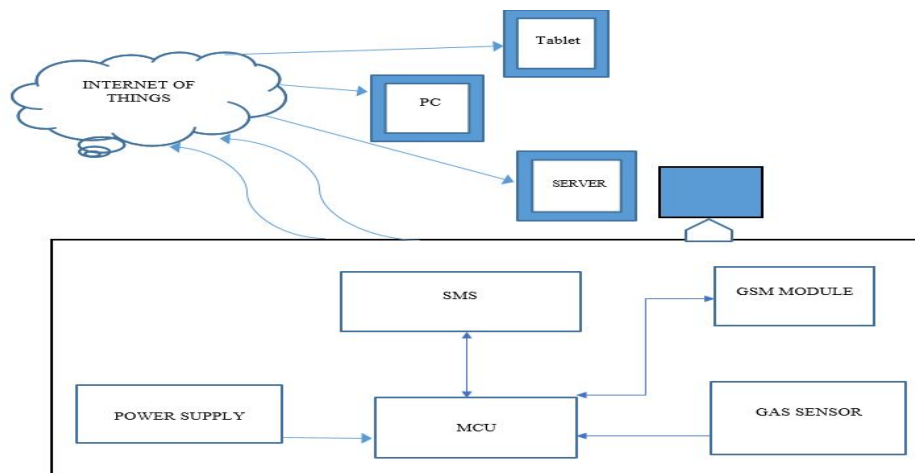 Tablet
INTERNET OF
THINGS
PC
SERVER
SMS
GSM MODULE
POWER SUPPLY
MCU
GAS SENSOR